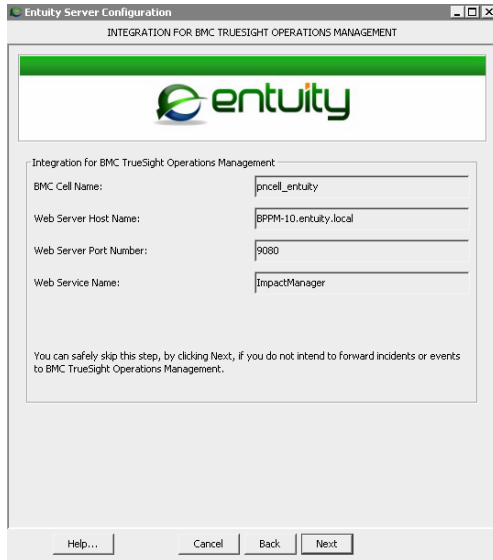 Entuity Server Configuration
INTEGRATION FOR BMC TRUESIGHT OPERATIONS MANAGEMENT
entuity
Integration for BMC TrueSight Operations Management
BMC Cell Name: pncell_entuity
Web Server Host Name: BPPM-10.entuity.local
Web Server Port Number: 9080
Web Service Name: ImpactManager
You can safely skip this step, by clicking Next, if you do not intend to forward incidents or events
to BMC TrueSight Operations Management.
Help... Cancel Back Next